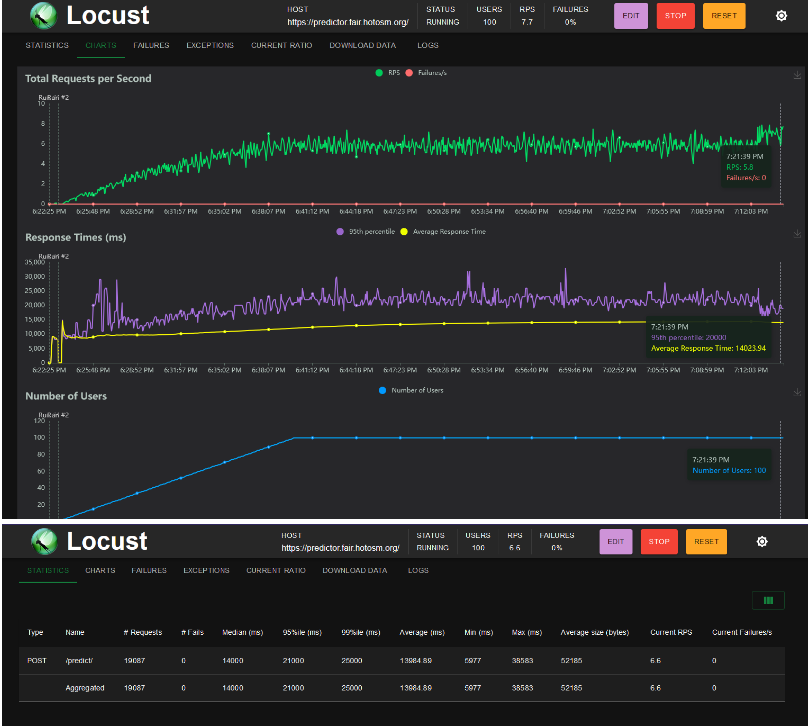 Locust
HOST
https://predictor.fair.hotosm.org/
STATUS
RUNNING
USERS
100
RPS
7.7
FAILURES
0%
EDIT
STOP
RESET
STATISTICS CHARTS FAILURES EXCEPTIONS CURRENT RATIO DOWNLOAD DATA LOGS
Total Requests per Second
RPS Failures/s
#2
10
8
6
4
2
0
7:21:39 PM
RPS: 5.8
Failures/s: 0
6:22:25 PM 6:25:48 PM 6:28:52 PM 6:31:57 PM 6:35:02 PM 6:38:07 PM 6:41:12 PM 6:44:18 PM 6:47:23 PM 6:50:28 PM 6:53:34 PM 6:56:40 PM 6:59:46 PM 7:02:52 PM 7:05:55 PM 7:08:59 PM 7:12:03 PM
Response Times (ms)
95th percentile Average Response Time
#2
35,000
30,000
25,000
20,000
15,000
10,000
5,000
0
7:21:39 PM
95th percentile: 20000
Average Response Time: 14023.94
6:22:25 PM 6:25:48 PM 6:28:52 PM 6:31:57 PM 6:35:02 PM 6:38:07 PM 6:41:12 PM 6:44:18 PM 6:47:23 PM 6:50:28 PM 6:53:34 PM 6:56:40 PM 6:59:46 PM 7:02:52 PM 7:05:55 PM 7:08:59 PM 7:12:03 PM
Number of Users
Number of Users
#2
120
100
80
60
40
20
7:21:39 PM
Number of Users: 100
Locust
HOST
https://predictor.fair.hotosm.org/
STATUS
RUNNING
USERS
100
RPS
6.6
FAILURES
0%
EDIT
STOP
RESET
STATISTICS CHARTS FAILURES EXCEPTIONS CURRENT RATIO DOWNLOAD DATA LOGS
Type Name # Requests # Fails Median (ms) 95%ile (ms) 99%ile (ms) Average (ms) Min (ms) Max (ms) Average size (bytes) Current RPS Current Failures/s
POST /predict/ 19087 0 14000 21000 25000 13984.89 5977 38583 52185 6.6 0
Aggregated 19087 0 14000 21000 25000 13984.89 5977 38583 52185 6.6 0